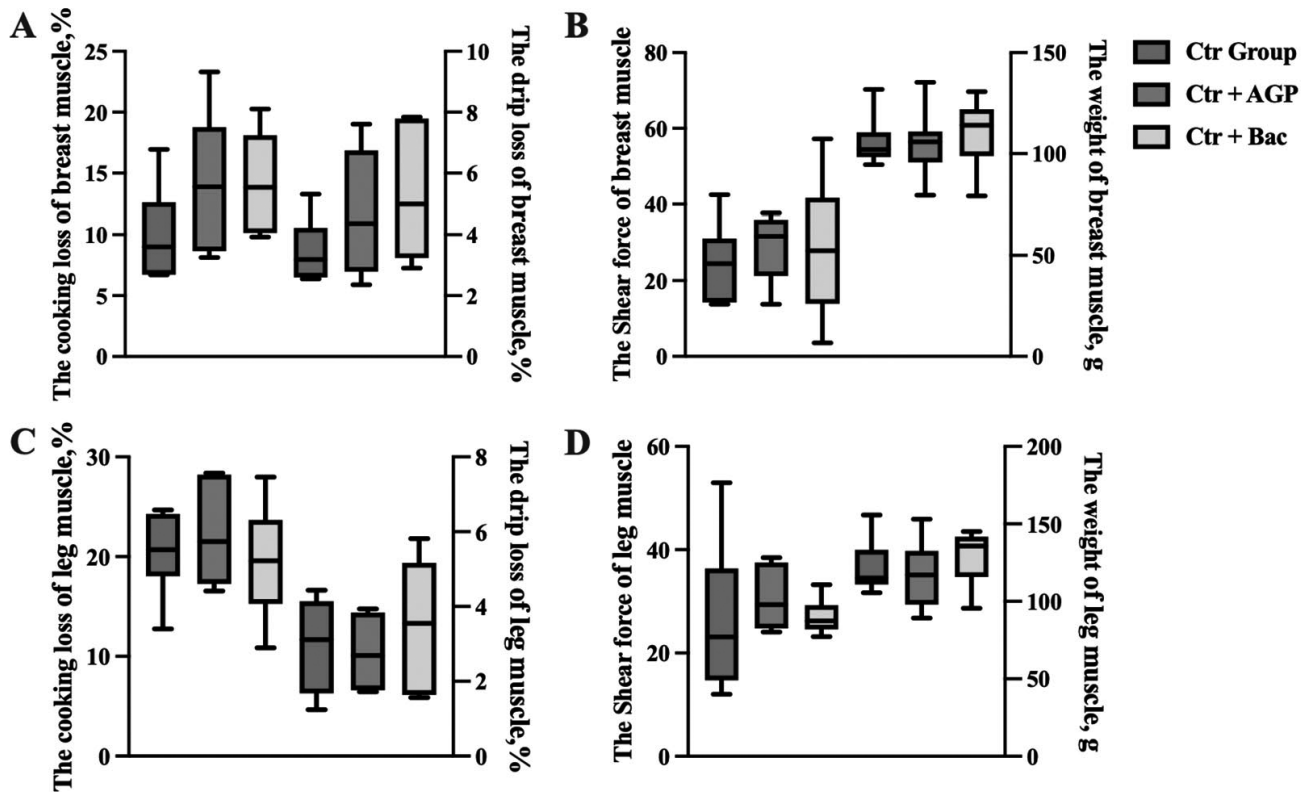 A
The cooking loss of breast muscle,%
25
20
15
10
5
0
10
8
6
4
2
0
The drip loss of breast muscle,%
B
The Shear force of breast muscle
80
60
40
20
0
150
100
50
0
The weight of breast muscle, g
Ctr Group
Ctr + AGP
Ctr + Bac
C
The cooking loss of leg muscle,%
30
20
10
0
8
6
4
2
0
The drip loss of leg muscle,%
D
The Shear force of leg muscle
60
40
20
0
200
150
100
50
0
The weight of leg muscle, g